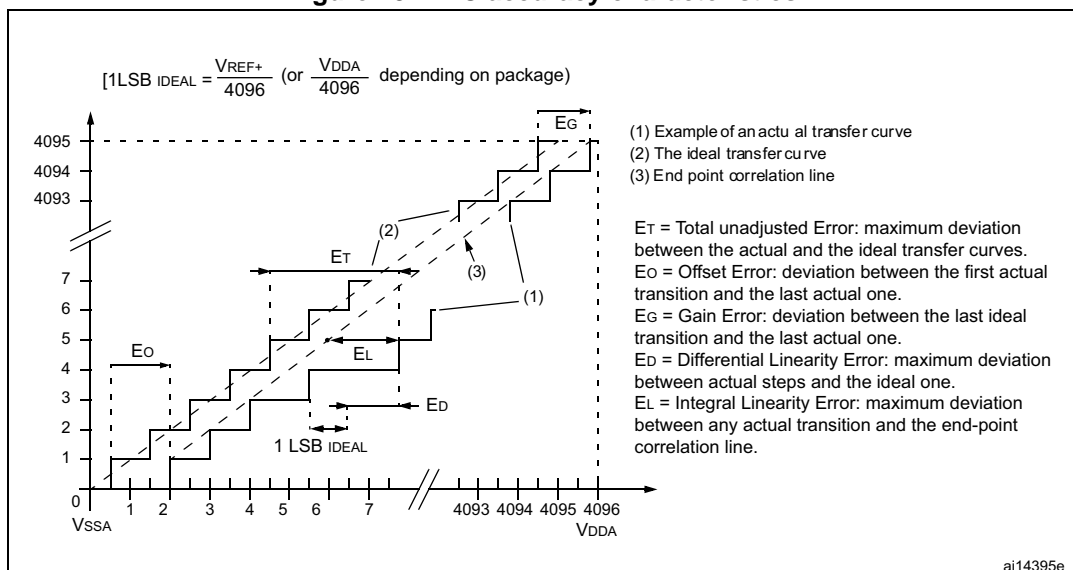 Figure accuracy characteristics
[1LSB IDEAL = VREF+ / 4096 (or VDDA / 4096 depending on package)
EG
(1) Example of an actu al transfer curve
(2) The ideal transfer cu rve
(3) End point correlation line
4095
4094
4093
7
6
5
4
3
2
1
0
(2)
ET
(3)
(1)
EO
EL
ED
1 LSB IDEAL
ET = Total unadjusted Error: maximum deviation
between the actual and the ideal transfer curves.
EO = Offset Error: deviation between the first actual
transition and the last actual one.
EG = Gain Error: deviation between the last ideal
transition and the last actual one.
ED = Differential Linearity Error: maximum deviation
between actual steps and the ideal one.
EL = Integral Linearity Error: maximum deviation
between any actual transition and the end-point
correlation line.
1 2 3 4 5 6 7 4093 4094 4095 4096
VSSA
VDDA
ai14395e